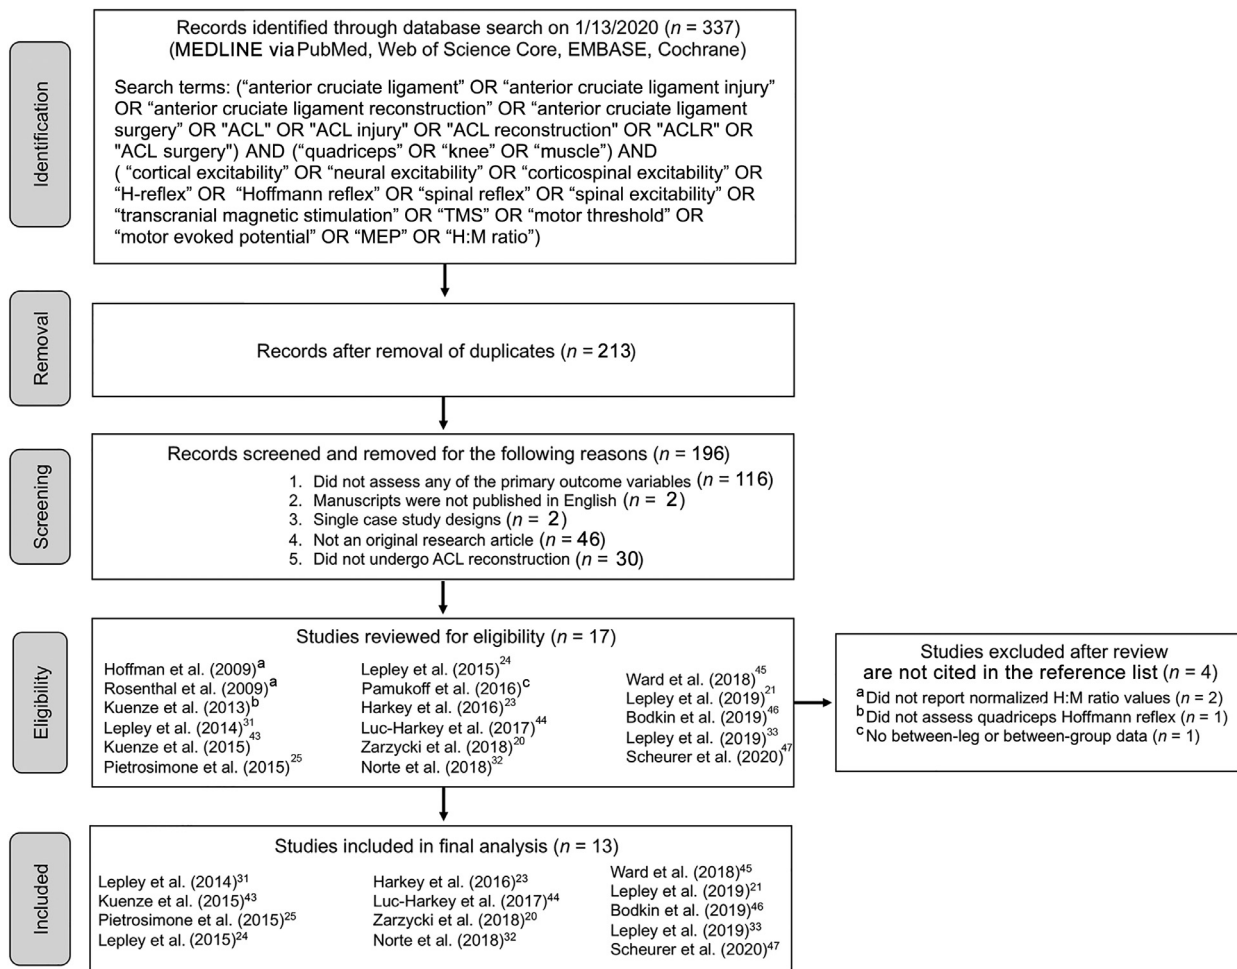 Identification
Records identified through database search on 1/13/2020 (n = 337)
(MEDLINE via PubMed, Web of Science Core, EMBASE, Cochrane)
Search terms: (“anterior cruciate ligament” OR “anterior cruciate ligament injury”
OR “anterior cruciate ligament reconstruction” OR “anterior cruciate ligament
surgery” OR "ACL" OR "ACL injury" OR "ACL reconstruction" OR "ACLR" OR
"ACL surgery") AND (“quadriceps” OR “knee” OR “muscle”) AND
( “cortical excitability” OR “neural excitability” OR “corticospinal excitability” OR
“H-reflex” OR “Hoffmann reflex” OR “spinal reflex” OR “spinal excitability” OR
“transcranial magnetic stimulation” OR “TMS” OR “motor threshold” OR
“motor evoked potential” OR “MEP” OR “H:M ratio”)
Removal
Records after removal of duplicates (n = 213)
Screening
Records screened and removed for the following reasons (n = 196)
1. Did not assess any of the primary outcome variables (n = 116)
2. Manuscripts were not published in English (n = 2)
3. Single case study designs (n = 2)
4. Not an original research article (n = 46)
5. Did not undergo ACL reconstruction (n = 30)
Eligibility
Studies reviewed for eligibility (n = 17)
Hoffman et al. (2009)a
Rosenthal et al. (2009)a
Kuenze et al. (2013)b
Lepley et al. (2014)31
Kuenze et al. (2015)43
Pietrosimone et al. (2015)25
Lepley et al. (2015)24
Pamukoff et al. (2016)c
Harkey et al. (2016)23
Luc-Harkey et al. (2017)44
Zarzycki et al. (2018)20
Norte et al. (2018)32
Ward et al. (2018)45
Lepley et al. (2019)21
Bodkin et al. (2019)46
Lepley et al. (2019)33
Scheurer et al. (2020)47
Studies excluded after review
are not cited in the reference list (n = 4)
a Did not report normalized H:M ratio values (n = 2)
b Did not assess quadriceps Hoffmann reflex (n = 1)
c No between-leg or between-group data (n = 1)
Included
Studies included in final analysis (n = 13)
Lepley et al. (2014)31
Kuenze et al. (2015)43
Pietrosimone et al. (2015)25
Lepley et al. (2015)24
Harkey et al. (2016)23
Luc-Harkey et al. (2017)44
Zarzycki et al. (2018)20
Norte et al. (2018)32
Ward et al. (2018)45
Lepley et al. (2019)21
Bodkin et al. (2019)46
Lepley et al. (2019)33
Scheurer et al. (2020)47